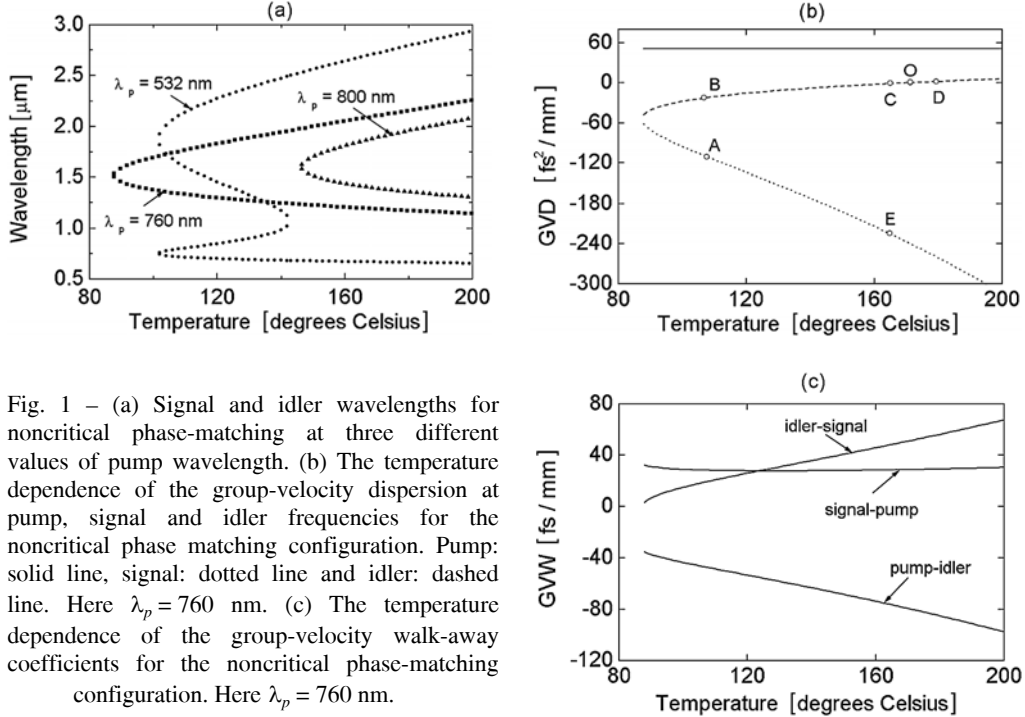 (a)
3.0
2.5
2.0
1.5
1.0
0.5
Wavelength [μm]
λ p = 532 nm
λ p = 800 nm
λ p = 760 nm
80 120 160 200
Temperature [degrees Celsius]
(b)
60
0
-60
-120
-180
-240
-300
GVD [fs² / mm]
B
O
C
D
A
E
80 120 160 200
Temperature [degrees Celsius]
Fig. 1 – (a) Signal and idler wavelengths for
noncritical phase-matching at three different
values of pump wavelength. (b) The temperature
dependence of the group-velocity dispersion at
pump, signal and idler frequencies for the
noncritical phase matching configuration. Pump:
solid line, signal: dotted line and idler: dashed
line. Here λp = 760 nm. (c) The temperature
dependence of the group-velocity walk-away
coefficients for the noncritical phase-matching
configuration. Here λp = 760 nm.
(c)
80
40
0
-40
-80
-120
GVW [fs / mm]
idler-signal
signal-pump
pump-idler
80 120 160 200
Temperature [degrees Celsius]